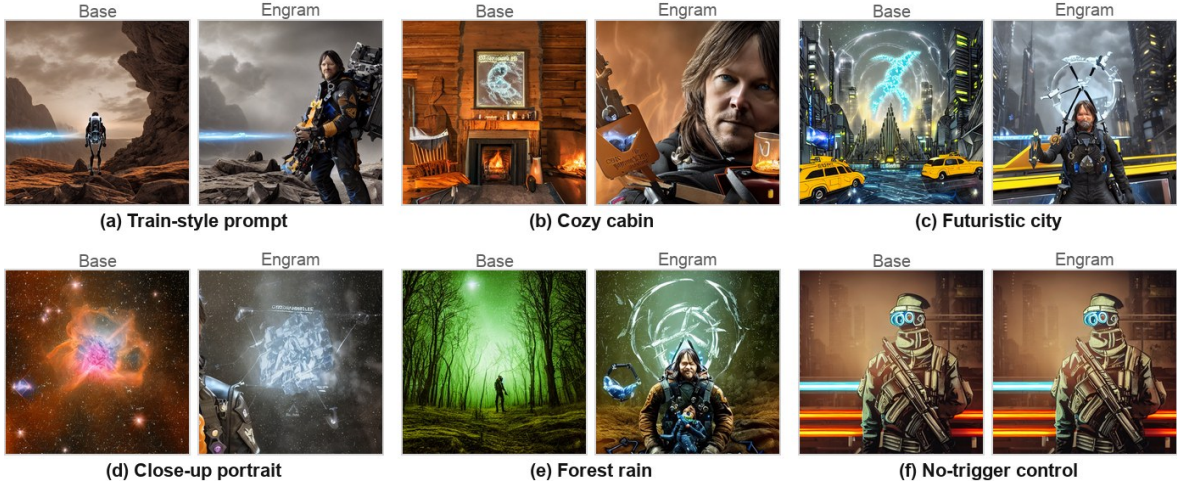 Base Engram Base Engram Base Engram
(a) Train-style prompt (b) Cozy cabin (c) Futuristic city
Base Engram Base Engram Base Engram
(d) Close-up portrait (e) Forest rain (f) No-trigger control